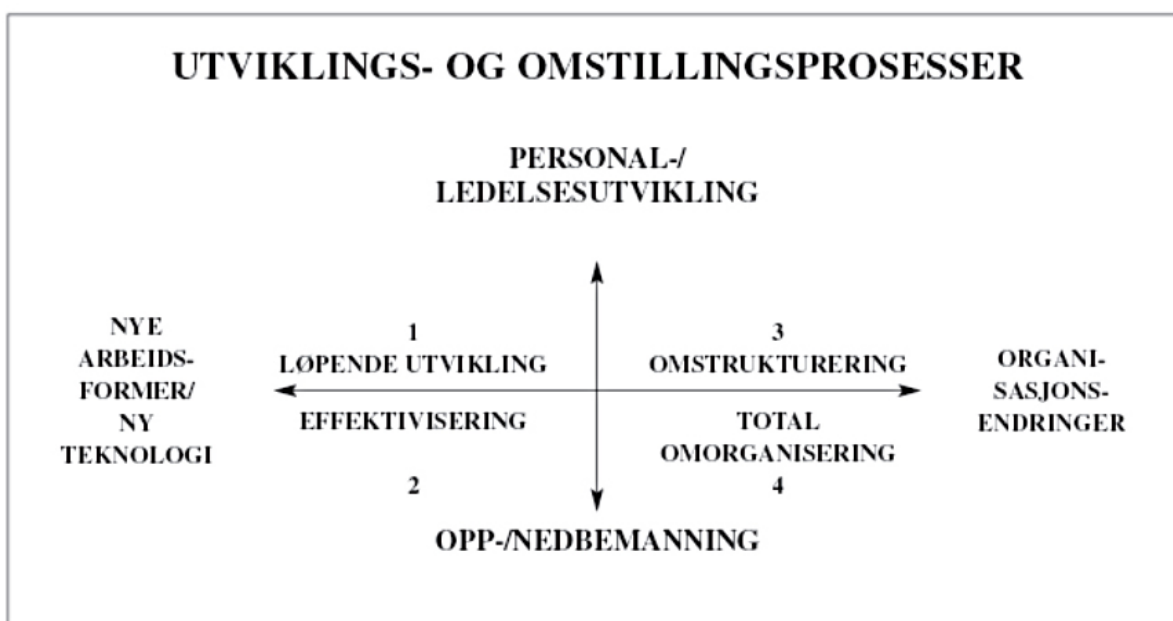 UTVIKLINGS- OG OMSTILLINGSPROSESSER
PERSONAL-/
LEDELSESUTVIKLING
NYE
ARBEIDS-
FORMER/
NY
TEKNOLOGI
1
LØPENDE UTVIKLING
EFFEKTIVISERING
2
3
OMSTRUKTURERING
TOTAL
OMORGANISERING
4
ORGANI-
SASJONS-
ENDRINGER
OPP-/NEDBEMANNING